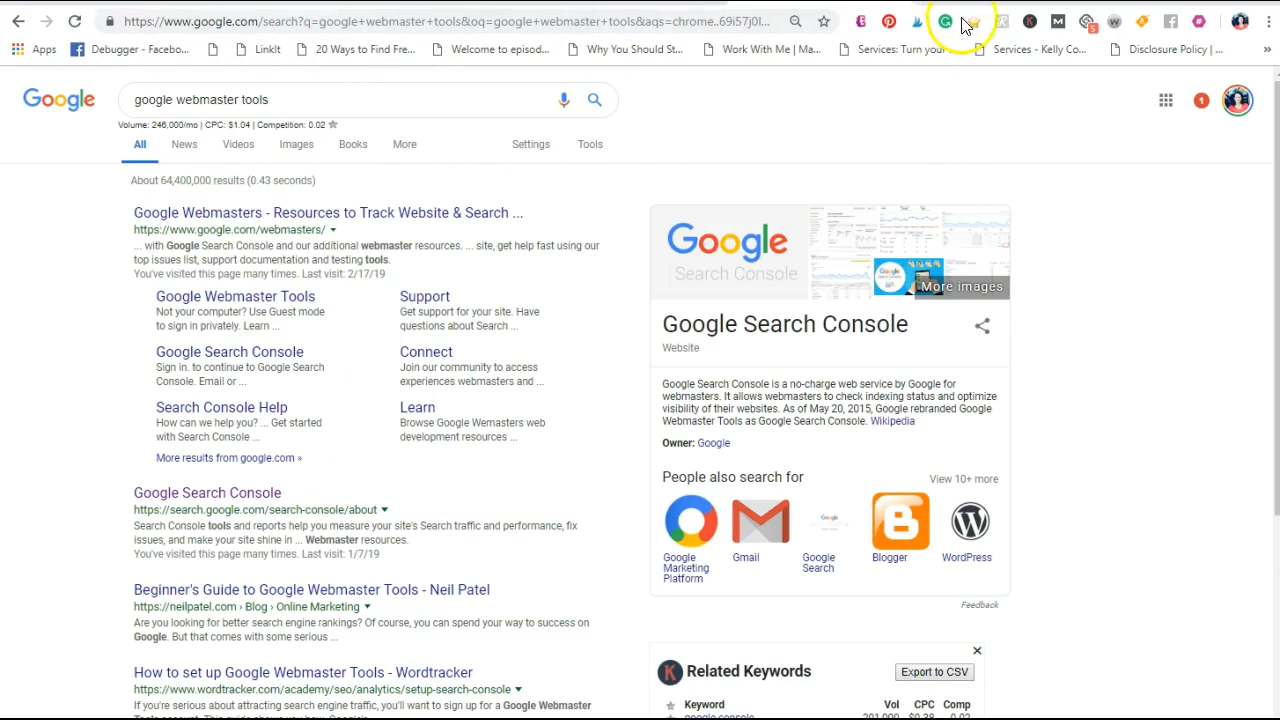 https://www.google.com/search?q=google+webmaster+tools&oq=google+webmaster+tools&aqs=chrome..69i57j0l...
Apps
Debugger - Facebo...
LinkIt
20 Ways to Find Fre...
Welcome to episod...
Why You Should St...
Work With Me | Ma...
Services: Turn your
Services - Kelly Co...
Disclosure Policy | ...
»
Google
google webmaster tools
1
Volume: 246,000/mo | CPC: $1.04 | Competition: 0.02
All News Videos Images Books More Settings Tools
About 64,400,000 results (0.43 seconds)
Google Webmasters - Resources to Track Website & Search ...
https://www.google.com/webmasters/
... with Google Search Console and our additional webmaster resources. ... site, get help fast using our
top issues list, support documentation and testing tools.
You've visited this page many times. Last visit: 2/17/19
Google Webmaster Tools
Not your computer? Use Guest mode
to sign in privately. Learn ...
Support
Get support for your site. Have
questions about Search ...
Google Search Console
Sign in. to continue to Google Search
Console. Email or ...
Connect
Join our community to access
experiences webmasters and ...
Search Console Help
How can we help you? ... Get started
with Search Console ...
Learn
Browse Google Wemasters web
development resources ...
More results from google.com »
Google Search Console
https://search.google.com/search-console/about
Search Console tools and reports help you measure your site's Search traffic and performance, fix
issues, and make your site shine in ... Webmaster resources.
You've visited this page many times. Last visit: 1/7/19
Beginner's Guide to Google Webmaster Tools - Neil Patel
https://neilpatel.com › Blog › Online Marketing
Are you looking for better search engine rankings? Of course, you can spend your way to success on
Google. But that comes with some serious ...
How to set up Google Webmaster Tools - Wordtracker
https://www.wordtracker.com/academy/seo/analytics/setup-search-console
If you're serious about attracting search engine traffic, you'll want to sign up for a Google Webmaster
Google
Search Console
More images
Google Search Console
Website
Google Search Console is a no-charge web service by Google for
webmasters. It allows webmasters to check indexing status and optimize
visibility of their websites. As of May 20, 2015, Google rebranded Google
Webmaster Tools as Google Search Console. Wikipedia
Owner: Google
People also search for
View 10+ more
Google
Marketing
Platform
Gmail
Google
Search
Blogger
WordPress
Feedback
K Related Keywords
Export to CSV
Keyword Vol CPC Comp
google console 201,000 $0.38 0.02